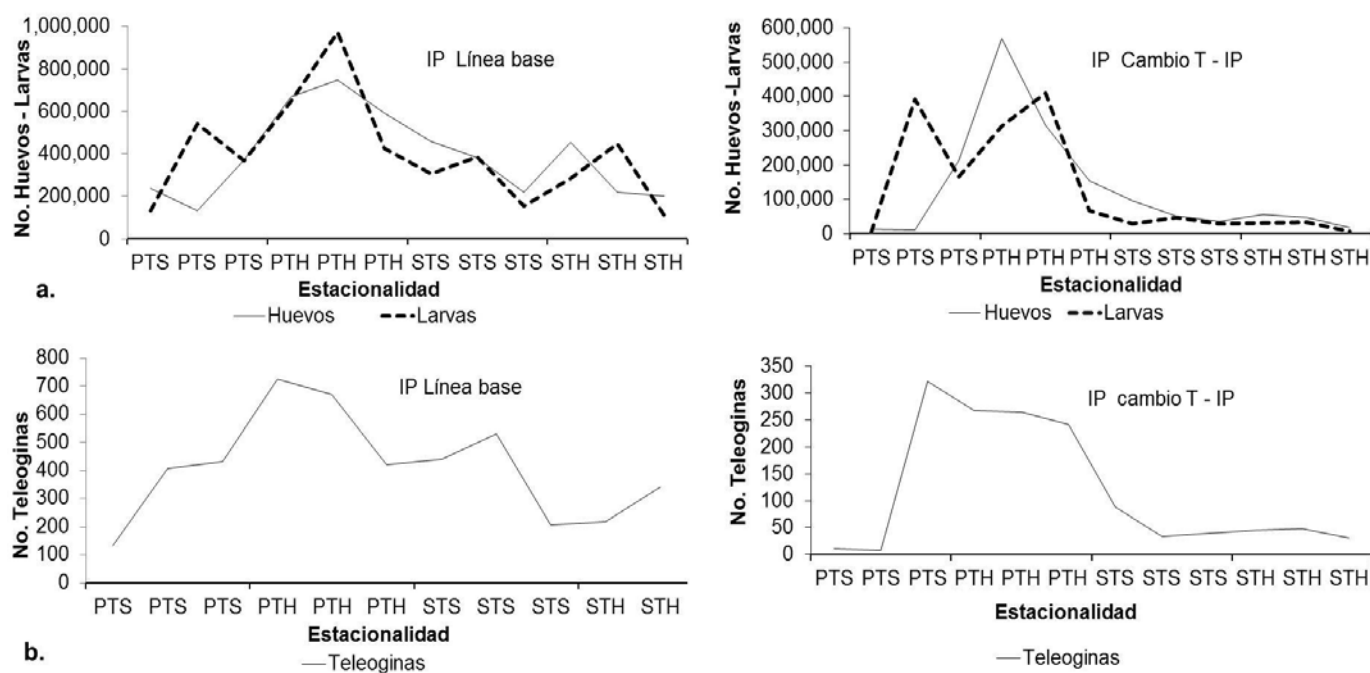 1,000,000
800,000
600,000
400,000
200,000
0
No. Huevos - Larvas
IP Línea base
PTS PTS PTS PTH PTH PTH STS STS STS STH STH STH
Estacionalidad
Huevos Larvas
600,000
500,000
400,000
300,000
200,000
100,000
0
No. Huevos -Larvas
IP Cambio T - IP
PTS PTS PTS PTH PTH PTH STS STS STS STH STH STH
Estacionalidad
Huevos Larvas
a.
800
700
600
500
400
300
200
100
0
No. Teleoginas
IP Línea base
PTS PTS PTS PTH PTH PTH STS STS STS STH STH
Estacionalidad
Teleoginas
350
300
250
200
150
100
50
0
No. Teleoginas
IP cambio T - IP
PTS PTS PTS PTH PTH PTH STS STS STS STH STH STH
Estacionalidad
Teleoginas
b.